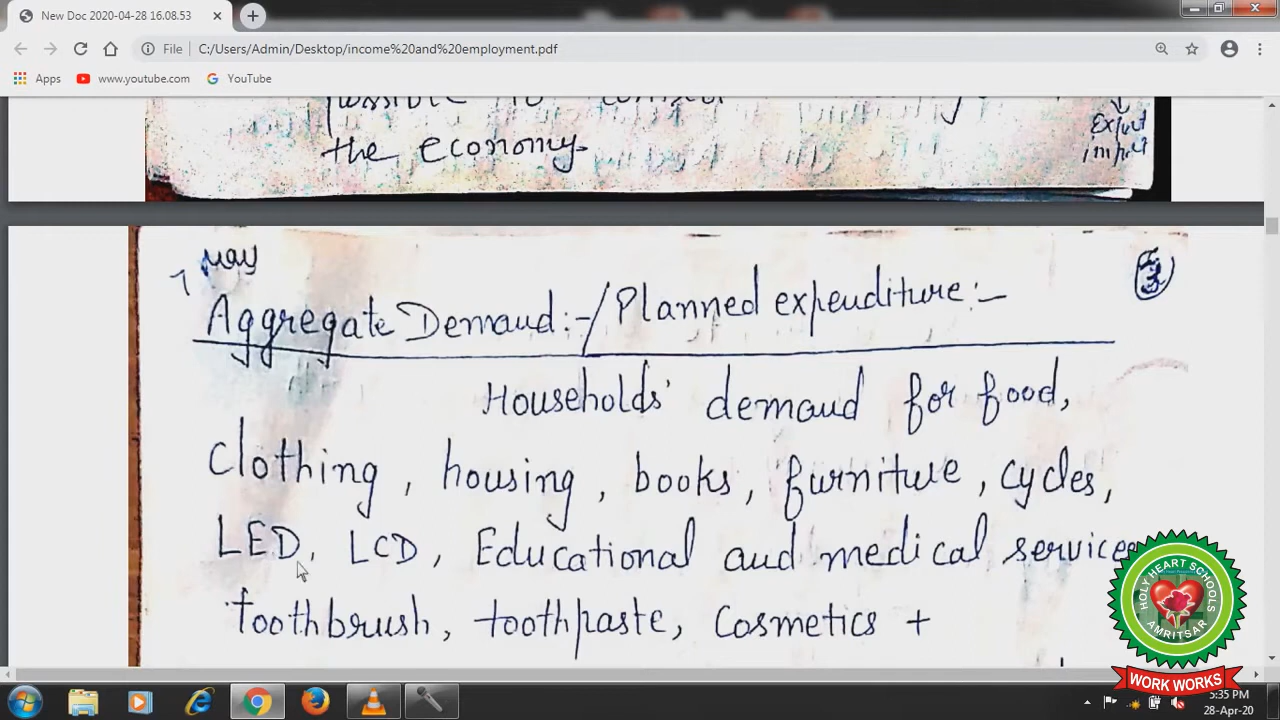 New Doc 2020-04-28 16.08.53
File
C:/Users/Admin/Desktop/income%20and%20employment.pdf
Apps
www.youtube.com
YouTube
the economy.
May
Aggregate Demand:-/Planned expenditure:-
Households' demand for food,
clothing, housing, books, furniture, cycles,
LED, LCD, Educational and medical services
toothbrush, toothpaste, Cosmetics +
HOLY HEART SCHOOLS
AMRITSAR
WORK WORKS
5:35 PM
28-Apr-20